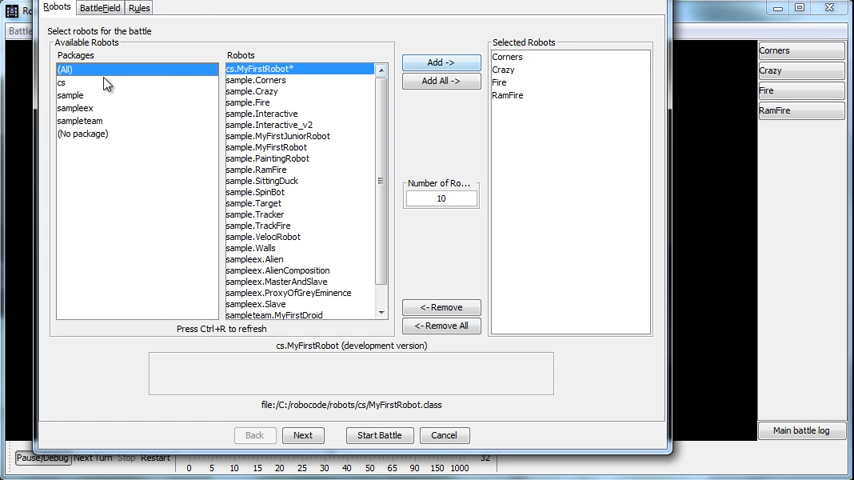 Ro
Battle
Robots
BattleField
Rules
Select robots for the battle
Available Robots
Packages
(All)
cs
sample
sampleex
sampleteam
(No package)
Robots
cs.MyFirstRobot*
sample.Corners
sample.Crazy
sample.Fire
sample.Interactive
sample.Interactive_v2
sample.MyFirstJuniorRobot
sample.MyFirstRobot
sample.PaintingRobot
sample.RamFire
sample.SittingDuck
sample.SpinBot
sample.Target
sample.Tracker
sample.TrackFire
sample.VelociRobot
sample.Walls
sampleex.Alien
sampleex.AlienComposition
sampleex.MasterAndSlave
sampleex.ProxyOfGreyEminence
sampleex.Slave
sampleteam.MyFirstDroid
Press Ctrl+R to refresh
Add ->
Add All ->
Number of Ro...
10
<- Remove
<- Remove All
Selected Robots
Corners
Crazy
Fire
RamFire
cs.MyFirstRobot (development version)
file:/C:/robocode/robots/cs/MyFirstRobot.class
Back
Next
Start Battle
Cancel
Corners
Crazy
Fire
RamFire
Main battle log
Pause/Debug Next Turn Stop Restart
32
0 5 10 15 20 25 30 40 50 65 90 150 1000